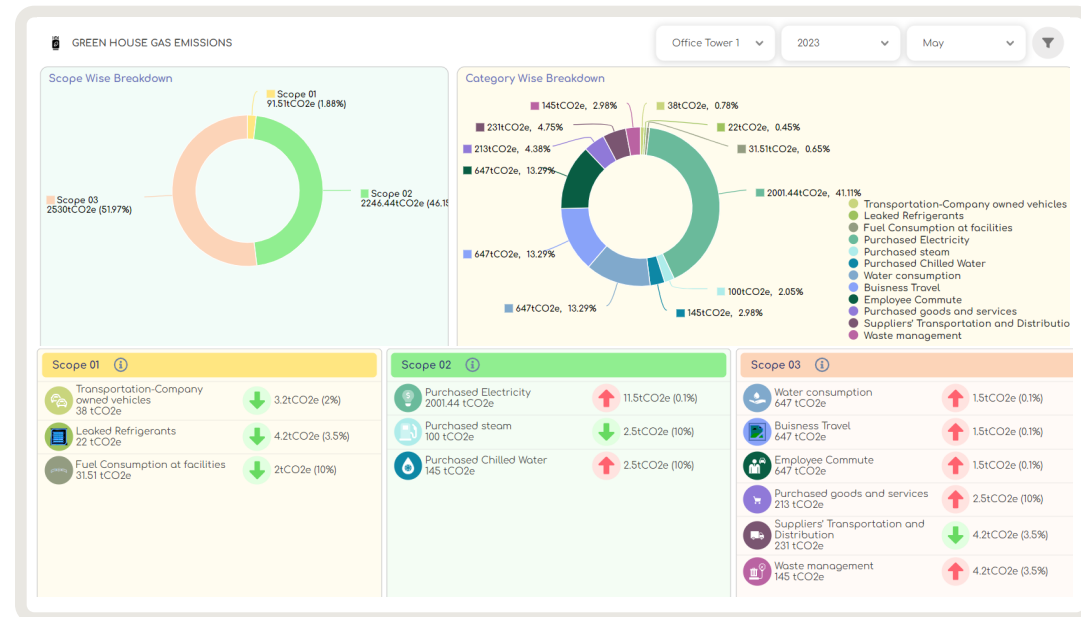 GREEN HOUSE GAS EMISSIONS
Office Tower 1
2023
May
Scope Wise Breakdown
Scope 01
91.51tCO2e (1.88%)
Scope 03
2530tCO2e (51.97%)
Scope 02
2246.44tCO2e (46.15
Category Wise Breakdown
145tCO2e, 2.98%
38tCO2e, 0.78%
231tCO2e, 4.75%
22tCO2e, 0.45%
213tCO2e, 4.38%
31.51tCO2e, 0.65%
647tCO2e, 13.29%
2001.44tCO2e, 41.11%
647tCO2e, 13.29%
100tCO2e, 2.05%
647tCO2e, 13.29%
145tCO2e, 2.98%
Transportation-Company owned vehicles
Leaked Refrigerants
Fuel Consumption at facilities
Purchased Electricity
Purchased steam
Purchased Chilled Water
Water consumption
Buisness Travel
Employee Commute
Purchased goods and services
Suppliers' Transportation and Distributio
Waste management
Scope 01
Transportation-Company
owned vehicles
38 tCO2e
3.2tCO2e (2%)
Leaked Refrigerants
22 tCO2e
4.2tCO2e (3.5%)
Fuel Consumption at facilities
31.51 tCO2e
2tCO2e (10%)
Scope 02
Purchased Electricity
2001.44 tCO2e
11.5tCO2e (0.1%)
Purchased steam
100 tCO2e
2.5tCO2e (10%)
Purchased Chilled Water
145 tCO2e
2.5tCO2e (10%)
Scope 03
Water consumption
647 tCO2e
1.5tCO2e (0.1%)
Buisness Travel
647 tCO2e
1.5tCO2e (0.1%)
Employee Commute
647 tCO2e
1.5tCO2e (0.1%)
Purchased goods and services
213 tCO2e
2.5tCO2e (10%)
Suppliers' Transportation and
Distribution
231 tCO2e
4.2tCO2e (3.5%)
Waste management
145 tCO2e
4.2tCO2e (3.5%)